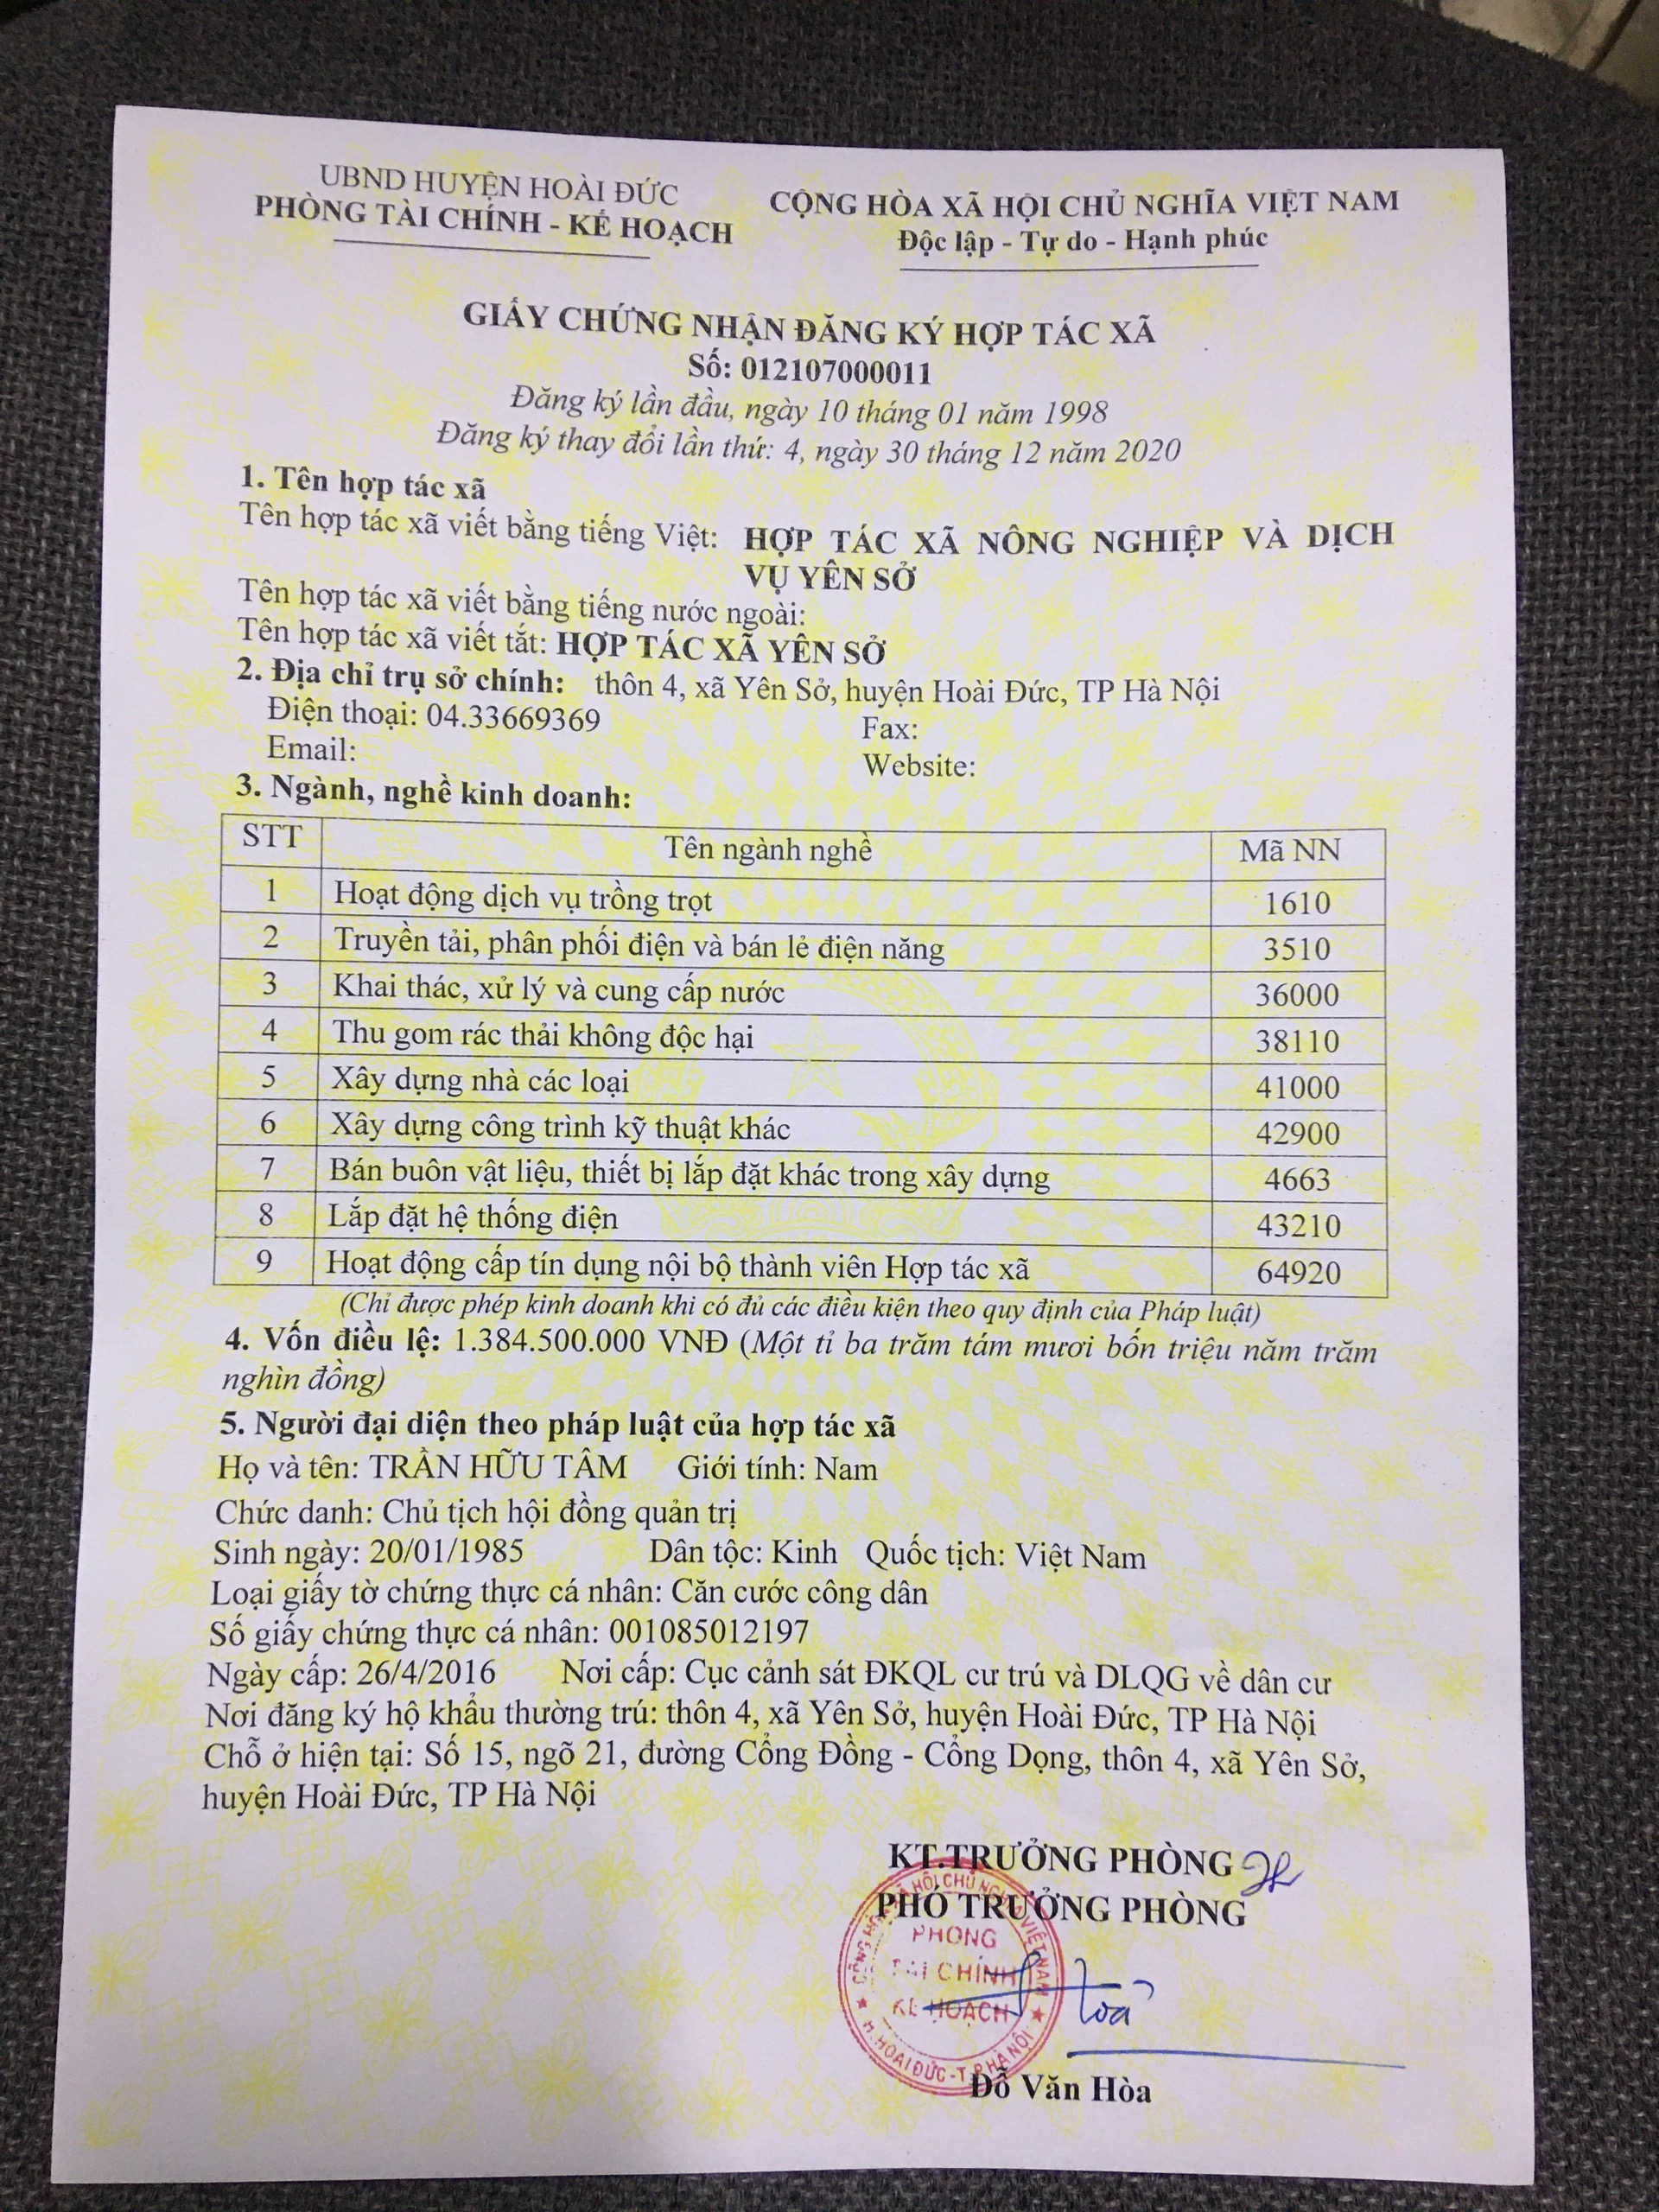 UBND HUYỆN HOÀI ĐỨC
PHÒNG TÀI CHÍNH - KẾ HOẠCH
CỘNG HÒA XÃ HỘI CHỦ NGHĨA VIỆT NAM
Độc lập - Tự do - Hạnh phúc
GIẤY CHỨNG NHẬN ĐĂNG KÝ HỢP TÁC XÃ
Số: 012107000011
Đăng ký lần đầu, ngày 10 tháng 01 năm 1998
Đăng ký thay đổi lần thứ: 4, ngày 30 tháng 12 năm 2020
1. Tên hợp tác xã
Tên hợp tác xã viết bằng tiếng Việt: HỢP TÁC XÃ NÔNG NGHIỆP VÀ DỊCH
VỤ YÊN SỞ
Tên hợp tác xã viết bằng tiếng nước ngoài:
Tên hợp tác xã viết tắt: HỢP TÁC XÃ YÊN SỞ
2. Địa chỉ trụ sở chính: thôn 4, xã Yên Sở, huyện Hoài Đức, TP Hà Nội
Điện thoại: 04.33669369 Fax:
Email: Website:
3. Ngành, nghề kinh doanh:
STT Tên ngành nghề Mã NN
1 Hoạt động dịch vụ trồng trọt 1610
2 Truyền tải, phân phối điện và bán lẻ điện năng 3510
3 Khai thác, xử lý và cung cấp nước 36000
4 Thu gom rác thải không độc hại 38110
5 Xây dựng nhà các loại 41000
6 Xây dựng công trình kỹ thuật khác 42900
7 Bán buôn vật liệu, thiết bị lắp đặt khác trong xây dựng 4663
8 Lắp đặt hệ thống điện 43210
9 Hoạt động cấp tín dụng nội bộ thành viên Hợp tác xã 64920
(Chỉ được phép kinh doanh khi có đủ các điều kiện theo quy định của Pháp luật)
4. Vốn điều lệ: 1.384.500.000 VNĐ (Một tỉ ba trăm tám mươi bốn triệu năm trăm
nghìn đồng)
5. Người đại diện theo pháp luật của hợp tác xã
Họ và tên: TRẦN HỮU TÂM Giới tính: Nam
Chức danh: Chủ tịch hội đồng quản trị
Sinh ngày: 20/01/1985 Dân tộc: Kinh Quốc tịch: Việt Nam
Loại giấy tờ chứng thực cá nhân: Căn cước công dân
Số giấy chứng thực cá nhân: 001085012197
Ngày cấp: 26/4/2016 Nơi cấp: Cục cảnh sát ĐKQL cư trú và DLQG về dân cư
Nơi đăng ký hộ khẩu thường trú: thôn 4, xã Yên Sở, huyện Hoài Đức, TP Hà Nội
Chỗ ở hiện tại: Số 15, ngõ 21, đường Cổng Đồng - Cổng Dọng, thôn 4, xã Yên Sở,
huyện Hoài Đức, TP Hà Nội
KT.TRƯỞNG PHÒNG
PHÓ TRƯỞNG PHÒNG
CỘNG HÒA XÃ HỘI CHỦ NGHĨA VIỆT NAM
PHÒNG
TÀI CHÍNH
KẾ HOẠCH
H. HOÀI ĐỨC - T.P HÀ NỘI
Đỗ Văn Hòa